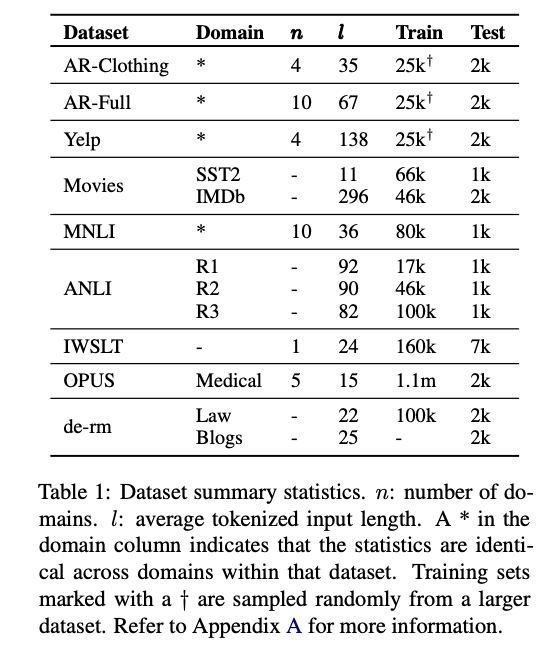 Dataset Domain n l Train Test
AR-Clothing * 4 35 25k† 2k
AR-Full * 10 67 25k† 2k
Yelp * 4 138 25k† 2k
Movies SST2 - 11 66k 1k
IMDb - 296 46k 2k
MNLI * 10 36 80k 1k
ANLI R1 - 92 17k 1k
R2 - 90 46k 1k
R3 - 82 100k 1k
IWSLT - 1 24 160k 7k
OPUS Medical 5 15 1.1m 2k
de-rm Law - 22 100k 2k
Blogs - 25 - 2k
Table 1: Dataset summary statistics. n: number of do-
mains. l: average tokenized input length. A * in the
domain column indicates that the statistics are identi-
cal across domains within that dataset. Training sets
marked with a † are sampled randomly from a larger
dataset. Refer to Appendix A for more information.